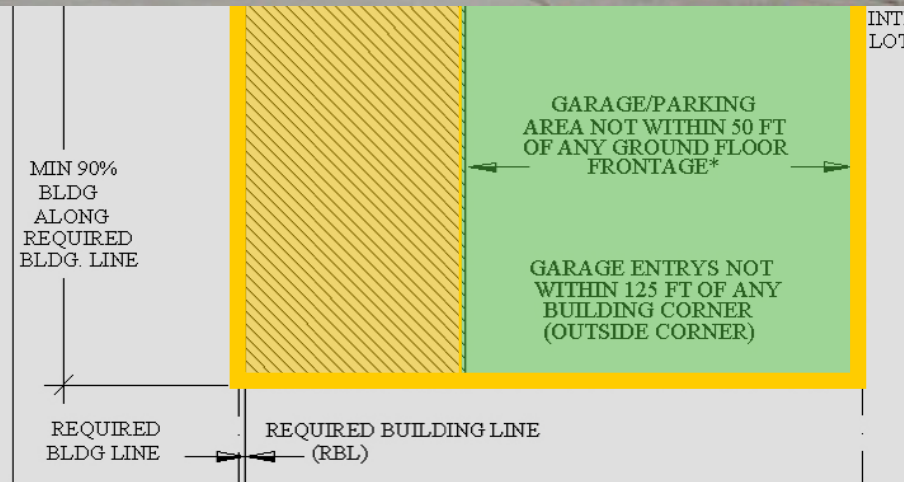 INT
LOT
GARAGE/PARKING
AREA NOT WITHIN 50 FT
OF ANY GROUND FLOOR
FRONTAGE*
MIN 90%
BLDG
ALONG
REQUIRED
BLDG. LINE
GARAGE ENTRYS NOT
WITHIN 125 FT OF ANY
BUILDING CORNER
(OUTSIDE CORNER)
REQUIRED
BLDG LINE
REQUIRED BUILDING LINE
(RBL)